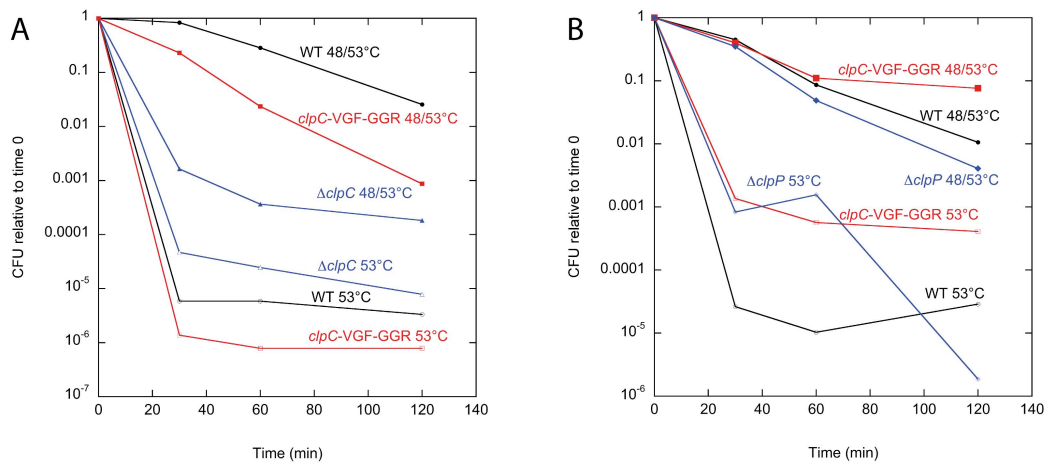 A
CFU relative to time 0
1
0.1
0.01
0.001
0.0001
10⁻⁵
10⁻⁶
10⁻⁷
WT 48/53°C
clpC-VGF-GGR 48/53°C
ΔclpC 48/53°C
ΔclpC 53°C
WT 53°C
clpC-VGF-GGR 53°C
0 20 40 60 80 100 120 140
Time (min)
B
CFU relative to time 0
1
0.1
0.01
0.001
0.0001
10⁻⁵
10⁻⁶
clpC-VGF-GGR 48/53°C
WT 48/53°C
ΔclpP 53°C
ΔclpP 48/53°C
clpC-VGF-GGR 53°C
WT 53°C
0 20 40 60 80 100 120 140
Time (min)